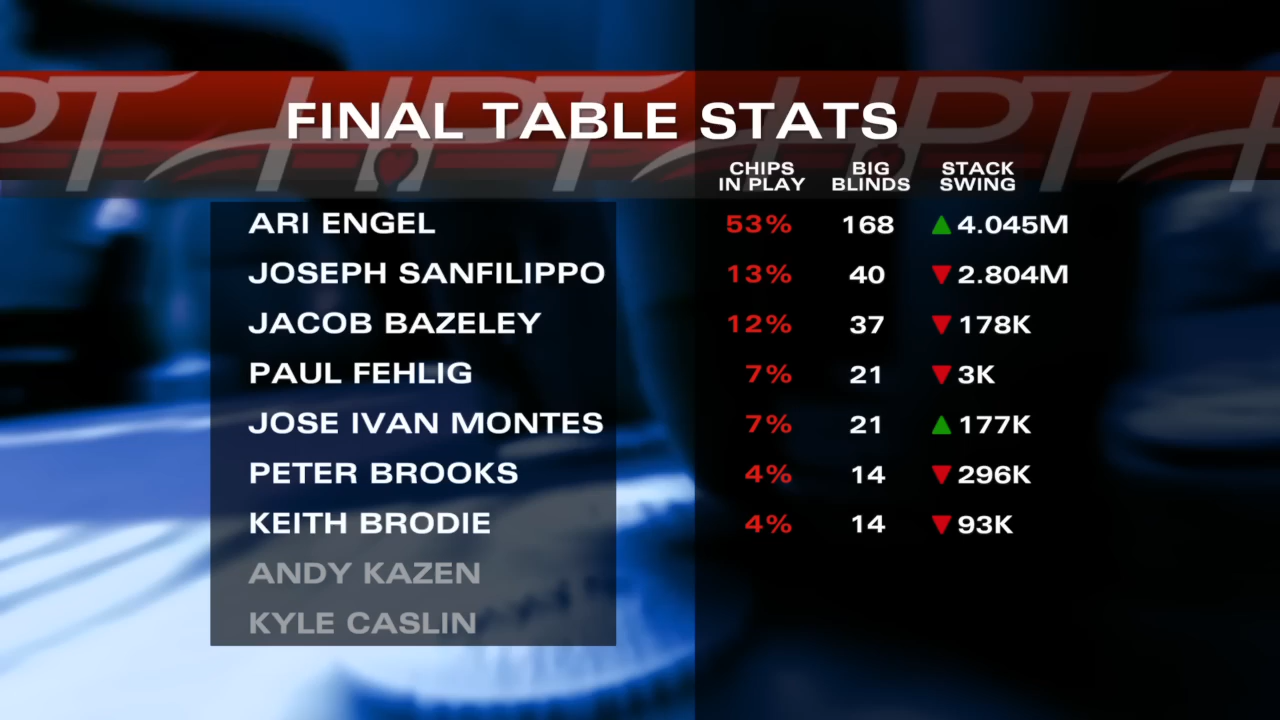 HPT HPT HPT
FINAL TABLE STATS
CHIPS IN PLAY BIG BLINDS STACK SWING
ARI ENGEL 53% 168 ▲ 4.045M
JOSEPH SANFILIPPO 13% 40 ▼ 2.804M
JACOB BAZELEY 12% 37 ▼ 178K
PAUL FEHLIG 7% 21 ▼ 3K
JOSE IVAN MONTES 7% 21 ▲ 177K
PETER BROOKS 4% 14 ▼ 296K
KEITH BRODIE 4% 14 ▼ 93K
ANDY KAZEN
KYLE CASLIN